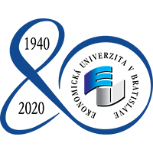 1940
2020
EKONOMICKÁ UNIVERZITA V BRATISLAVE